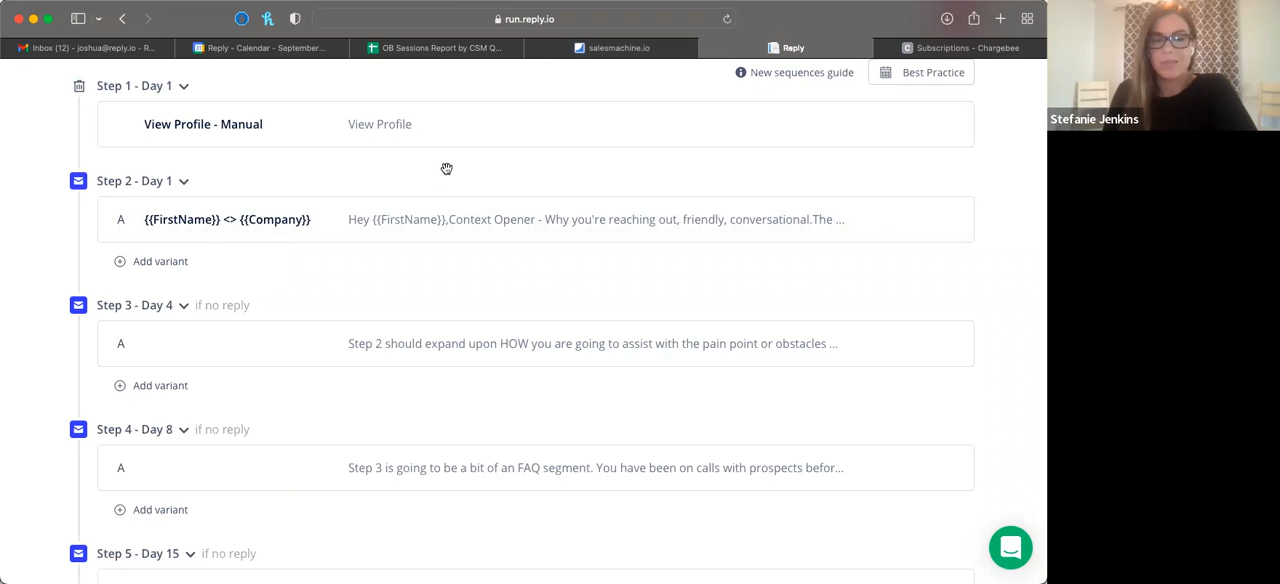 run.reply.io
Inbox (12) - joshua@reply.io - R...
Reply - Calendar - September...
OB Sessions Report by CSM Q...
salesmachine.io
Reply
C Subscriptions - Chargebee
Step 1 - Day 1
New sequences guide
Best Practice
View Profile - Manual View Profile
Stefanie Jenkins
Step 2 - Day 1
A {{FirstName}} <> {{Company}} Hey {{FirstName}},Context Opener - Why you're reaching out, friendly, conversational.The ...
Add variant
Step 3 - Day 4 if no reply
A Step 2 should expand upon HOW you are going to assist with the pain point or obstacles ...
Add variant
Step 4 - Day 8 if no reply
A Step 3 is going to be a bit of an FAQ segment. You have been on calls with prospects befor...
Add variant
Step 5 - Day 15 if no reply